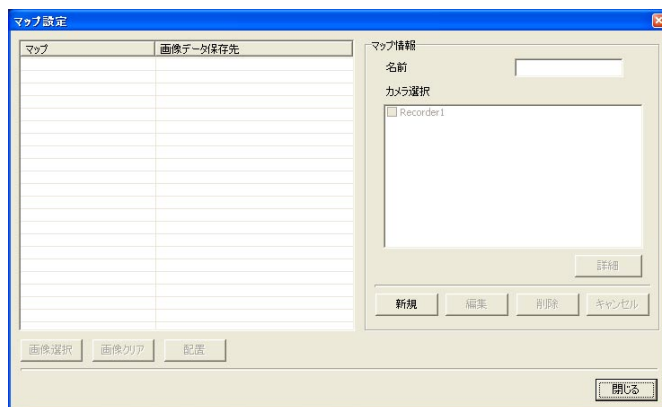 マップ設定
マップ 画像データ保存先
マップ情報
名前
カメラ選択
Recorder1
詳細
新規 編集 削除 キャンセル
画像選択 画像クリア 配置
閉じる